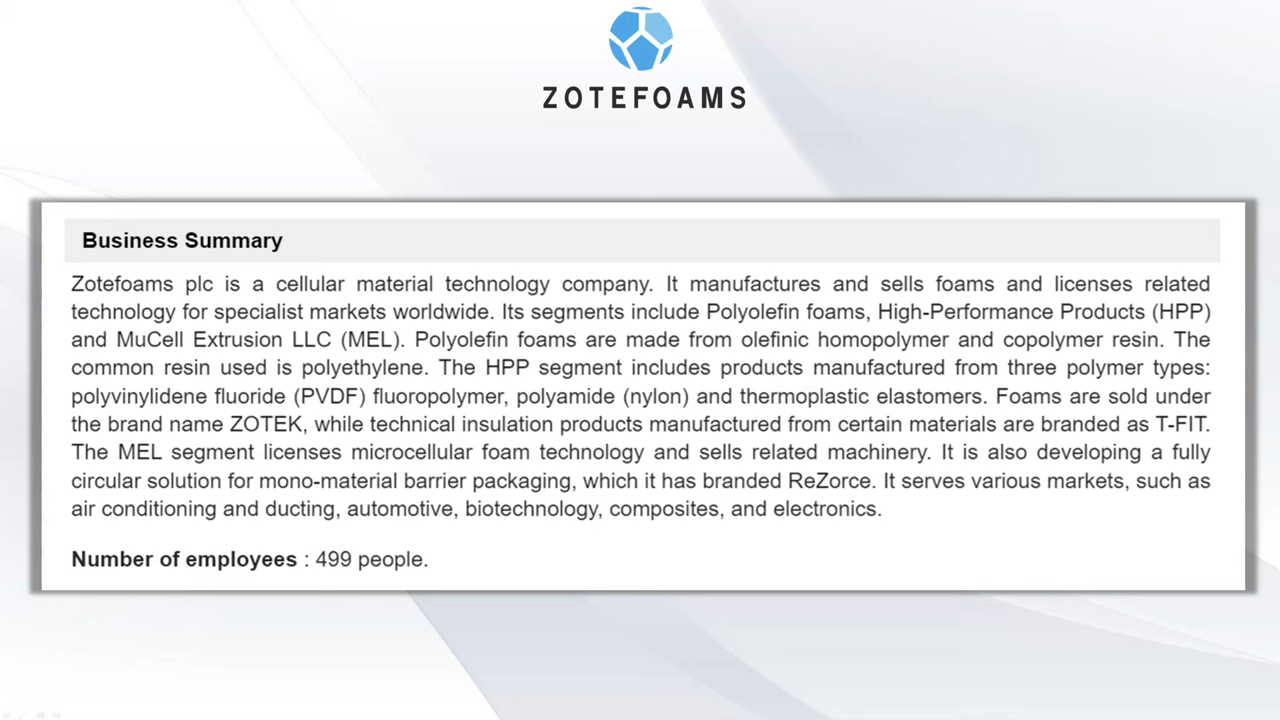 ZOTEFOAMS
Business Summary
Zotefoams plc is a cellular material technology company. It manufactures and sells foams and licenses related
technology for specialist markets worldwide. Its segments include Polyolefin foams, High-Performance Products (HPP)
and MuCell Extrusion LLC (MEL). Polyolefin foams are made from olefinic homopolymer and copolymer resin. The
common resin used is polyethylene. The HPP segment includes products manufactured from three polymer types:
polyvinylidene fluoride (PVDF) fluoropolymer, polyamide (nylon) and thermoplastic elastomers. Foams are sold under
the brand name ZOTEK, while technical insulation products manufactured from certain materials are branded as T-FIT.
The MEL segment licenses microcellular foam technology and sells related machinery. It is also developing a fully
circular solution for mono-material barrier packaging, which it has branded ReZorce. It serves various markets, such as
air conditioning and ducting, automotive, biotechnology, composites, and electronics.
Number of employees : 499 people.